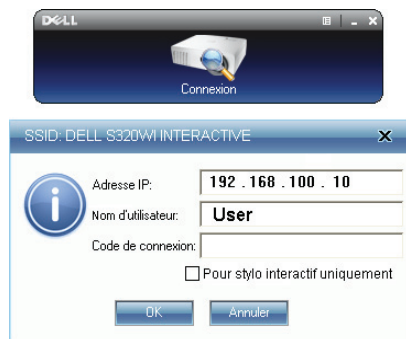 DELL
Connexion
SSID: DELL S320WI INTERACTIVE
Adresse IP: 192 . 168 . 100 . 10
Nom d'utilisateur: User
Code de connexion:
Pour stylo interactif uniquement
OK Annuler